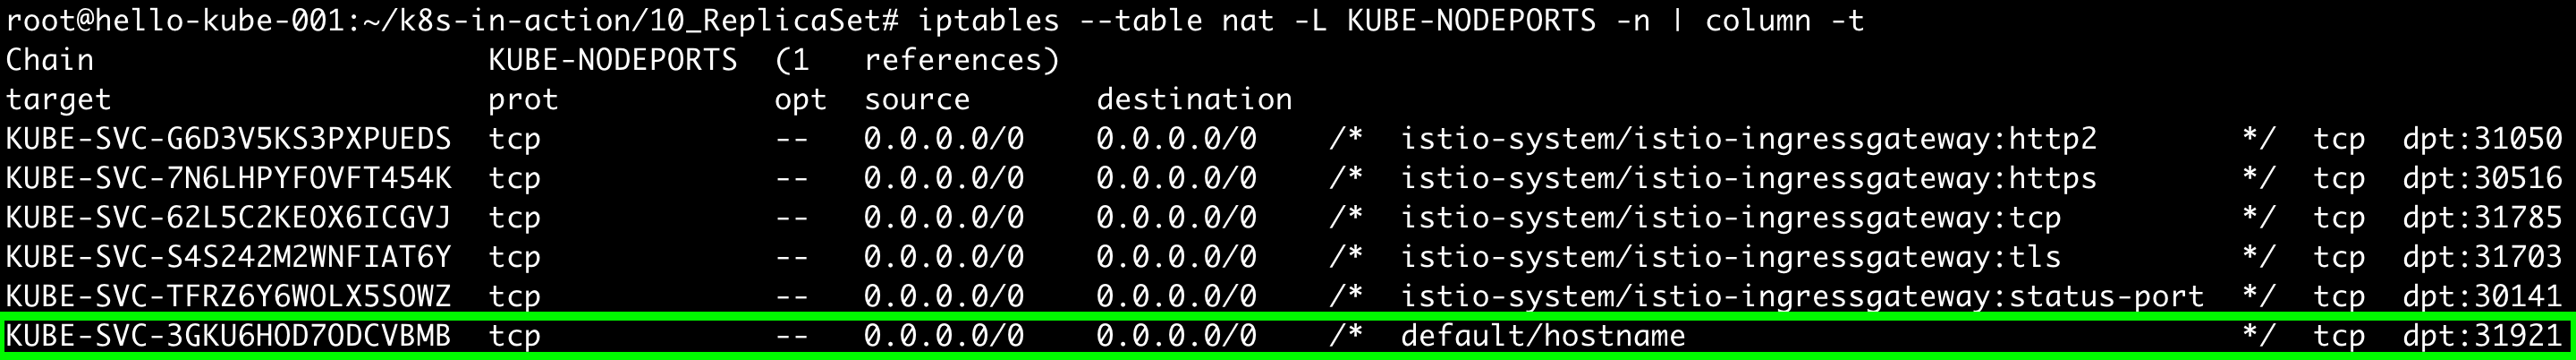 root@hello-kube-001:~/k8s-in-action/10_ReplicaSet# iptables --table nat -L KUBE-NODEPORTS -n | column -t
Chain                      KUBE-NODEPORTS  (1   references)
target                     prot            opt  source       destination
KUBE-SVC-G6D3V5KS3PXPUEDS  tcp             --   0.0.0.0/0    0.0.0.0/0    /*  istio-system/istio-ingressgateway:http2        */  tcp  dpt:31050
KUBE-SVC-7N6LHPYFOVFT454K  tcp             --   0.0.0.0/0    0.0.0.0/0    /*  istio-system/istio-ingressgateway:https        */  tcp  dpt:30516
KUBE-SVC-62L5C2KEOX6ICGVJ  tcp             --   0.0.0.0/0    0.0.0.0/0    /*  istio-system/istio-ingressgateway:tcp          */  tcp  dpt:31785
KUBE-SVC-S4S242M2WNFIAT6Y  tcp             --   0.0.0.0/0    0.0.0.0/0    /*  istio-system/istio-ingressgateway:tls          */  tcp  dpt:31703
KUBE-SVC-TFRZ6Y6WOLX5SOWZ  tcp             --   0.0.0.0/0    0.0.0.0/0    /*  istio-system/istio-ingressgateway:status-port  */  tcp  dpt:30141
KUBE-SVC-3GKU6HOD7ODCVBMB  tcp             --   0.0.0.0/0    0.0.0.0/0    /*  default/hostname                               */  tcp  dpt:31921